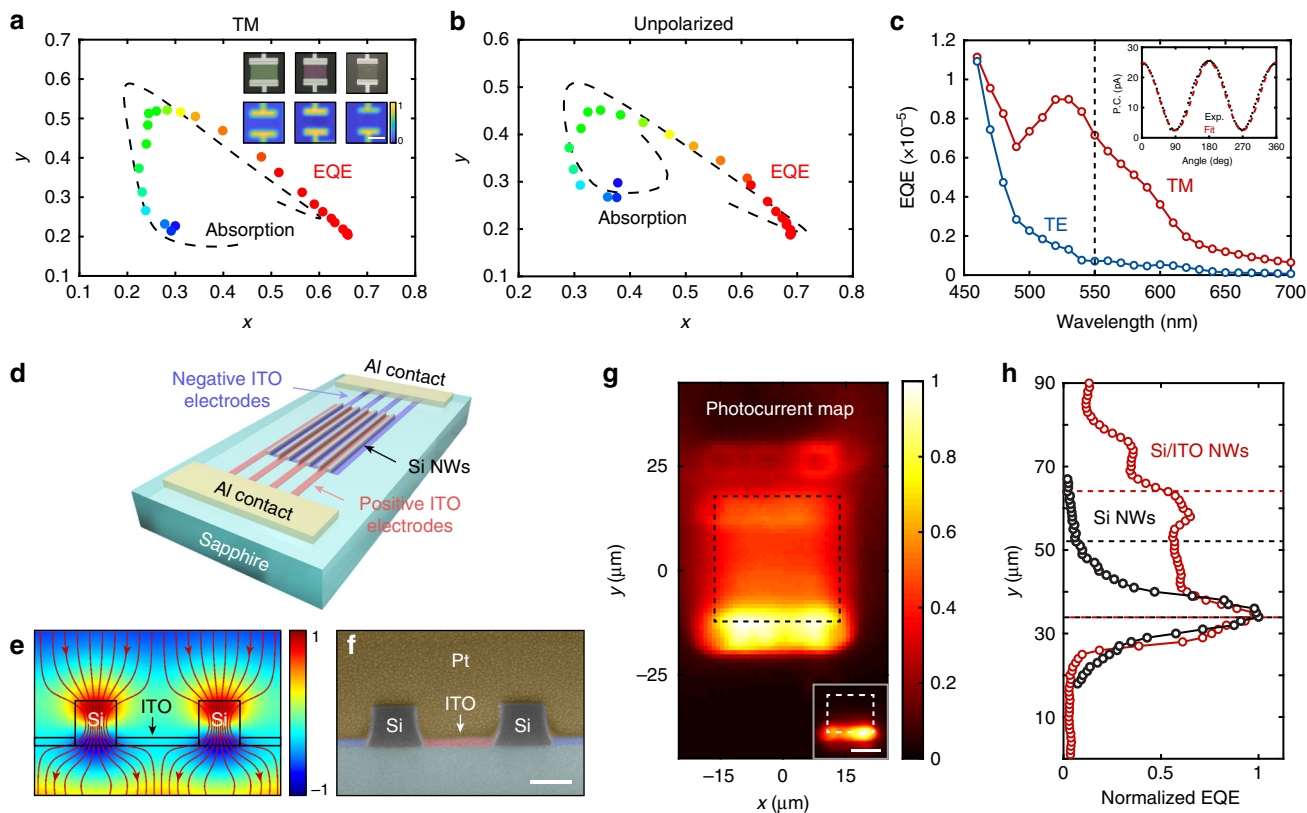 a
TM
0.7
0.6
0.5
0.4
0.3
0.2
0.1
y
0.1 0.2 0.3 0.4 0.5 0.6 0.7 0.8
x
EQE
Absorption
1
0
b
Unpolarized
0.6
0.5
0.4
0.3
0.2
0.1
y
0.1 0.2 0.3 0.4 0.5 0.6 0.7 0.8
x
EQE
Absorption
c
1.2
1
0.8
0.6
0.4
0.2
0
EQE (×10⁻⁵)
450 500 550 600 650 700
Wavelength (nm)
TM
TE
30
20
10
0
P.C. (pA)
0 90 180 270 360
Angle (deg)
Exp.
Fit
d
Al contact
Negative ITO
electrodes
Si NWs
Al contact
Positive ITO
electrodes
Sapphire
e
ITO
Si
Si
1
−1
f
Pt
ITO
Si
Si
g
Photocurrent map
25
0
−25
y (μm)
−15 0 15
x (μm)
1
0.8
0.6
0.4
0.2
0
h
90
70
50
30
10
y (μm)
Si/ITO NWs
Si NWs
0 0.5 1
Normalized EQE